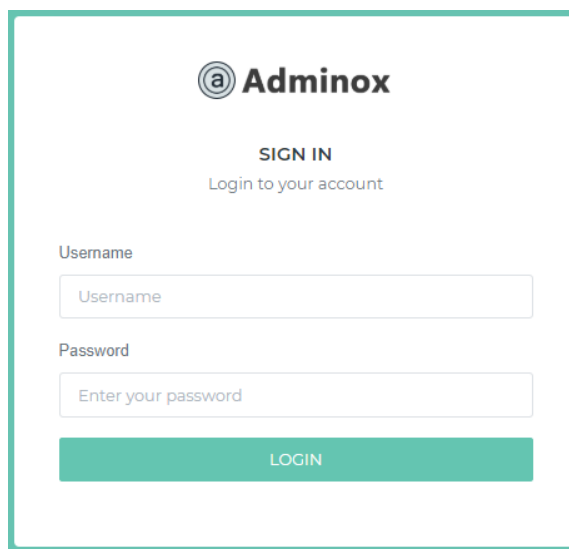 a Adminox
SIGN IN
Login to your account
Username
Username
Password
Enter your password
LOGIN